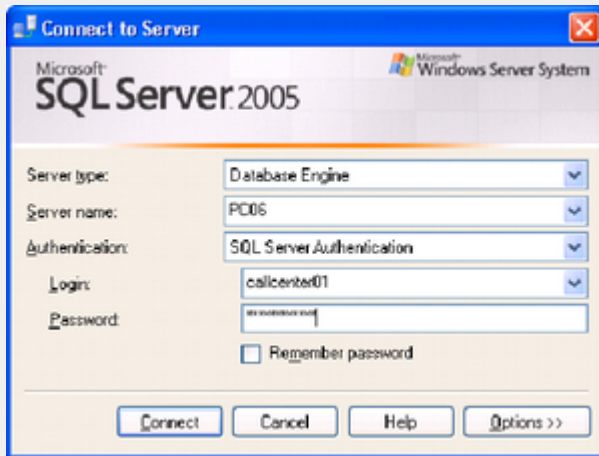 Connect to Server
Microsoft
SQL Server 2005
Microsoft
Windows Server System
Server type: Database Engine
Server name: PC06
Authentication: SQL Server Authentication
Login: callcenter01
Password:
Remember password
Connect Cancel Help Options >>